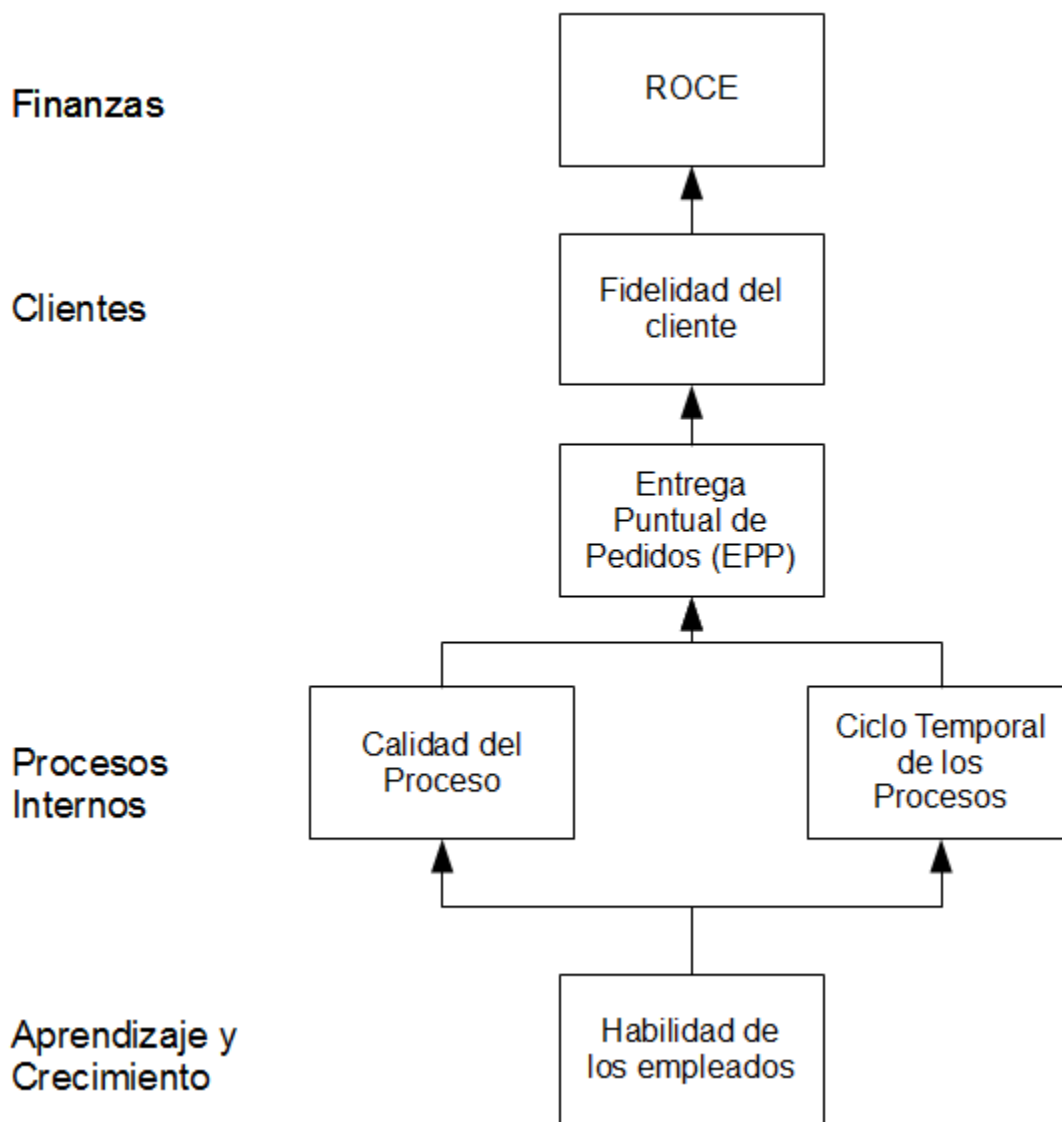 Finanzas
ROCE
Clientes
Fidelidad del
cliente
Entrega
Puntual de
Pedidos (EPP)
Procesos
Internos
Calidad del
Proceso
Ciclo Temporal
de los
Procesos
Aprendizaje y
Crecimiento
Habilidad de
los empleados